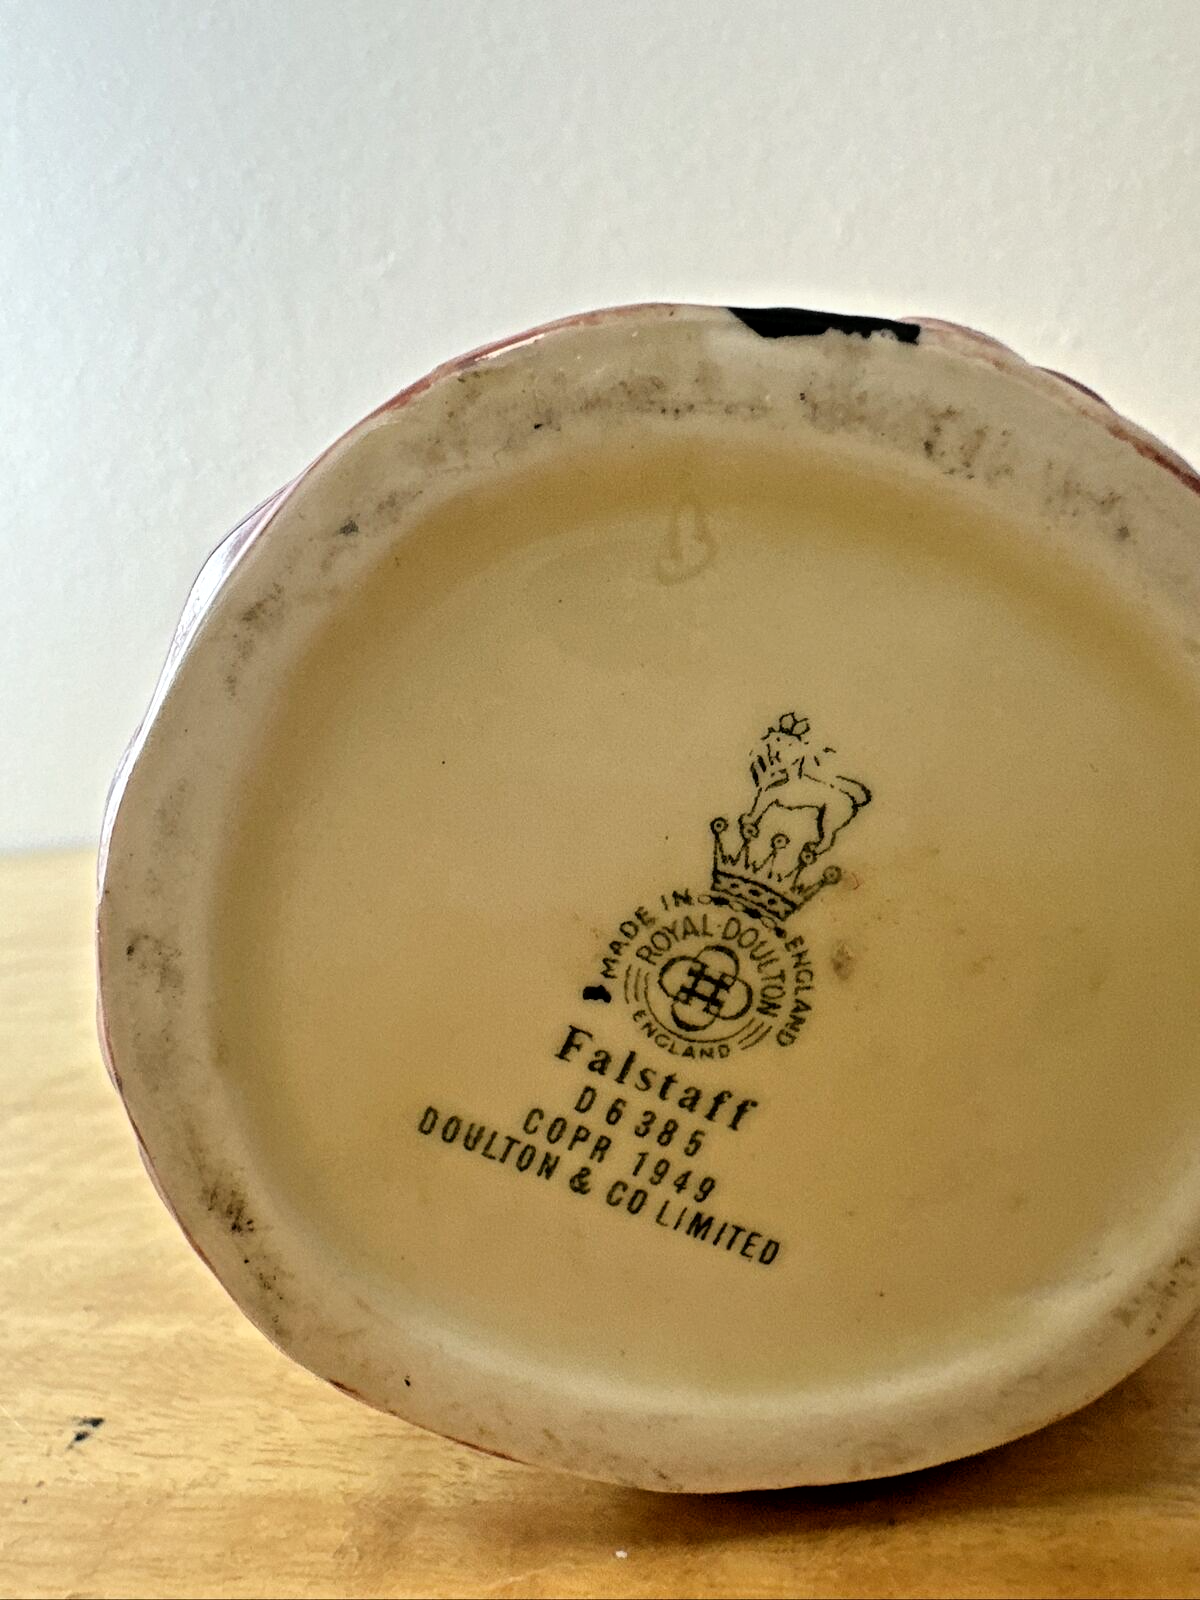 MADE IN ENGLAND
ROYAL DOULTON
ENGLAND
Falstaff
D 6385
COPR 1949
DOULTON & CO LIMITED